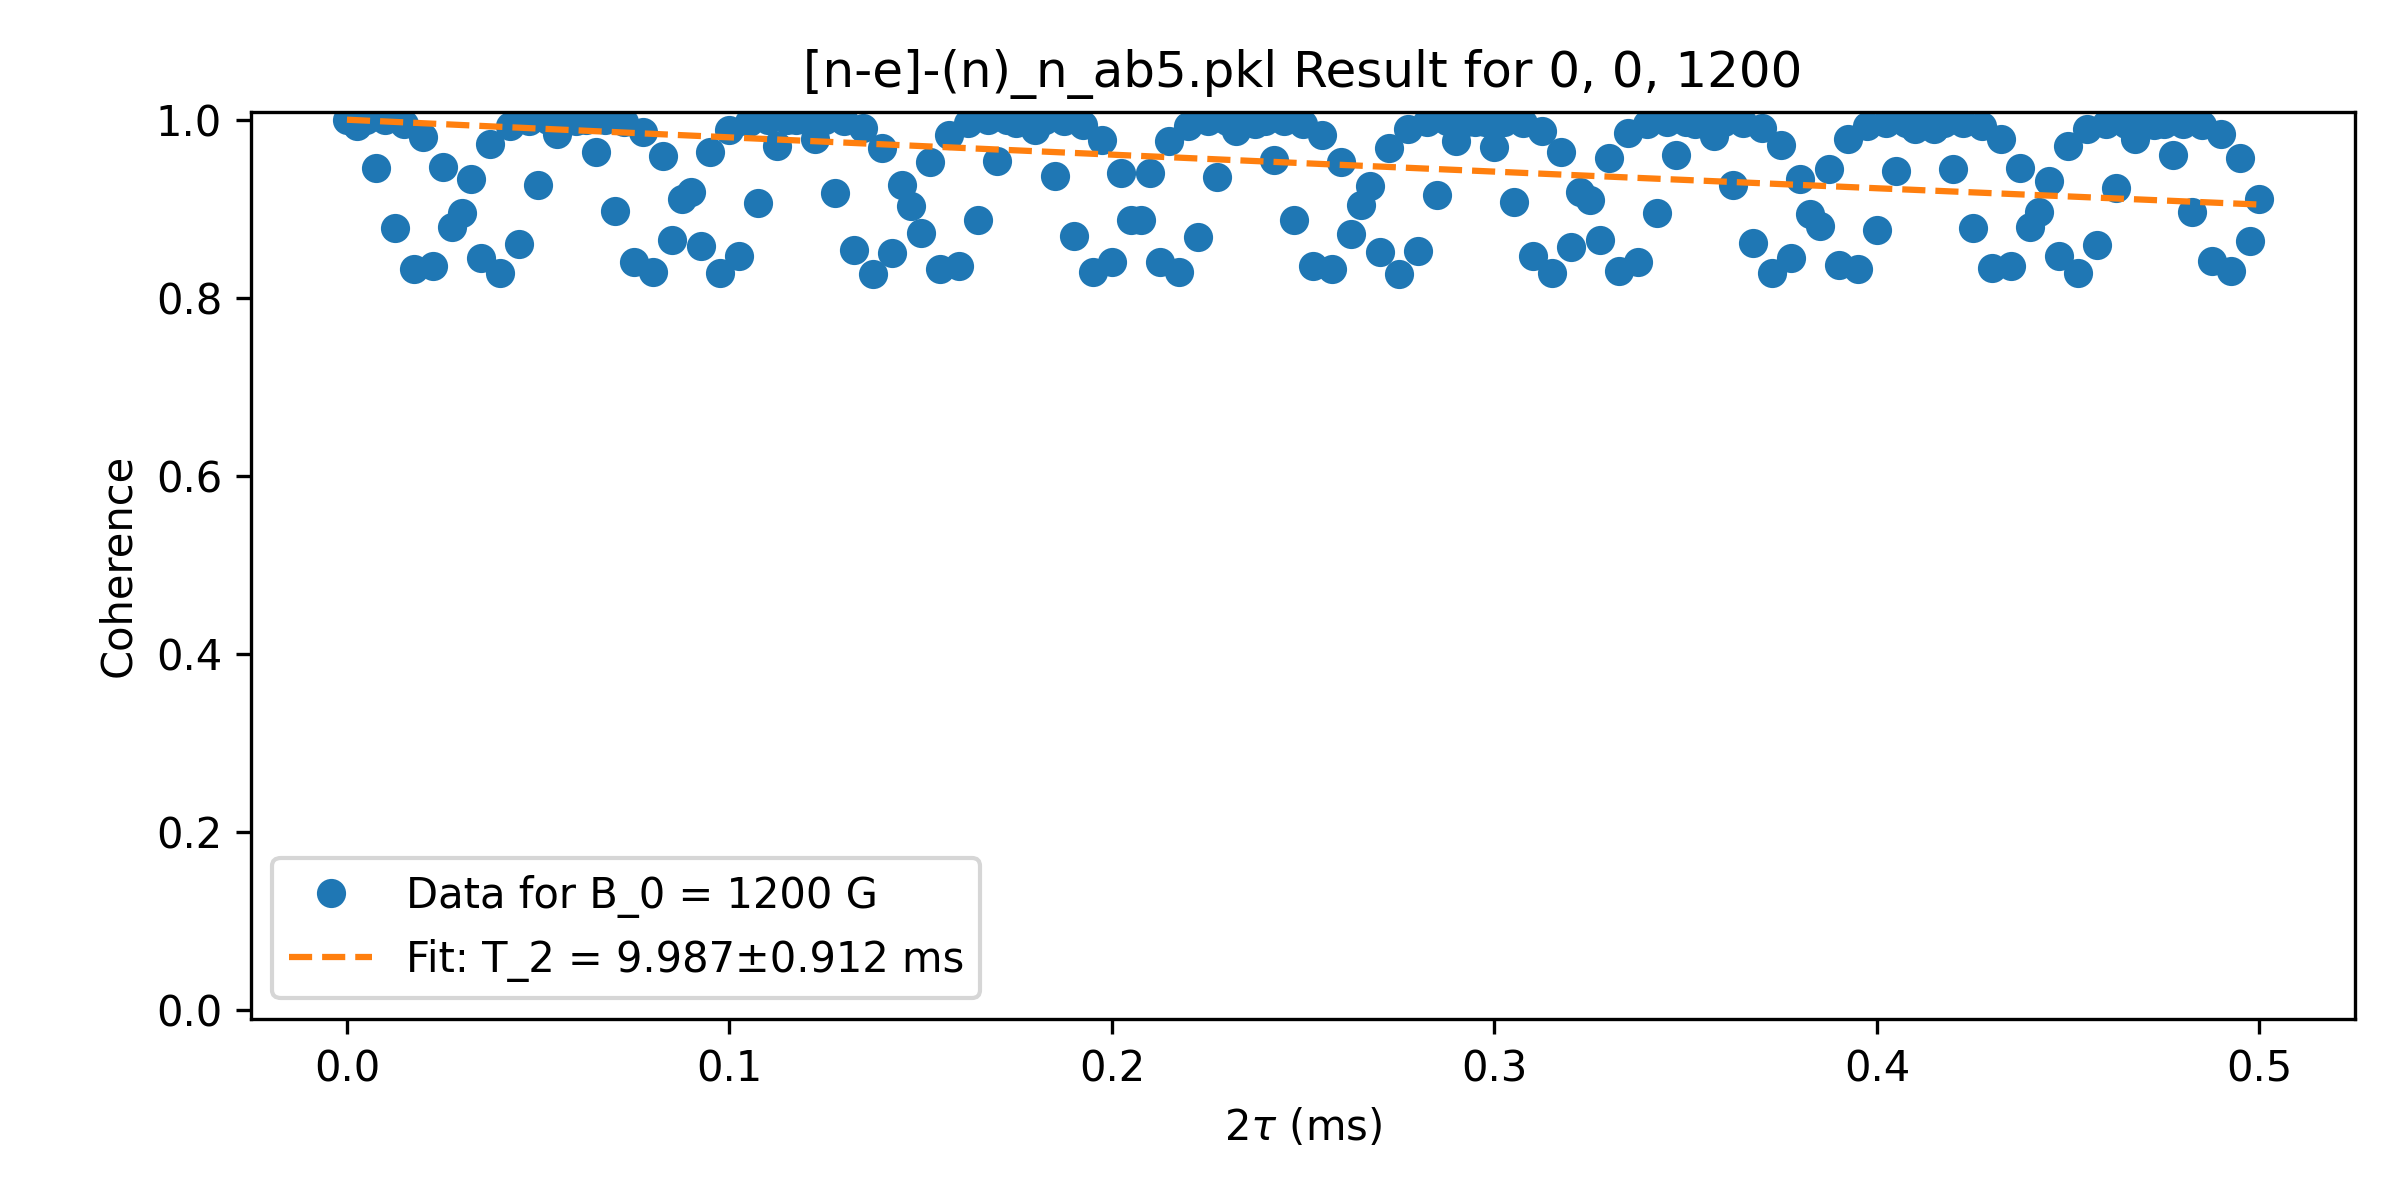 [n-e]-(n)_n_ab5.pkl Result for 0, 0, 1200
1.0
0.8
0.6
0.4
0.2
0.0
Coherence
Data for B_0 = 1200 G
Fit: T_2 = 9.987±0.912 ms
0.0 0.1 0.2 0.3 0.4 0.5
2τ (ms)